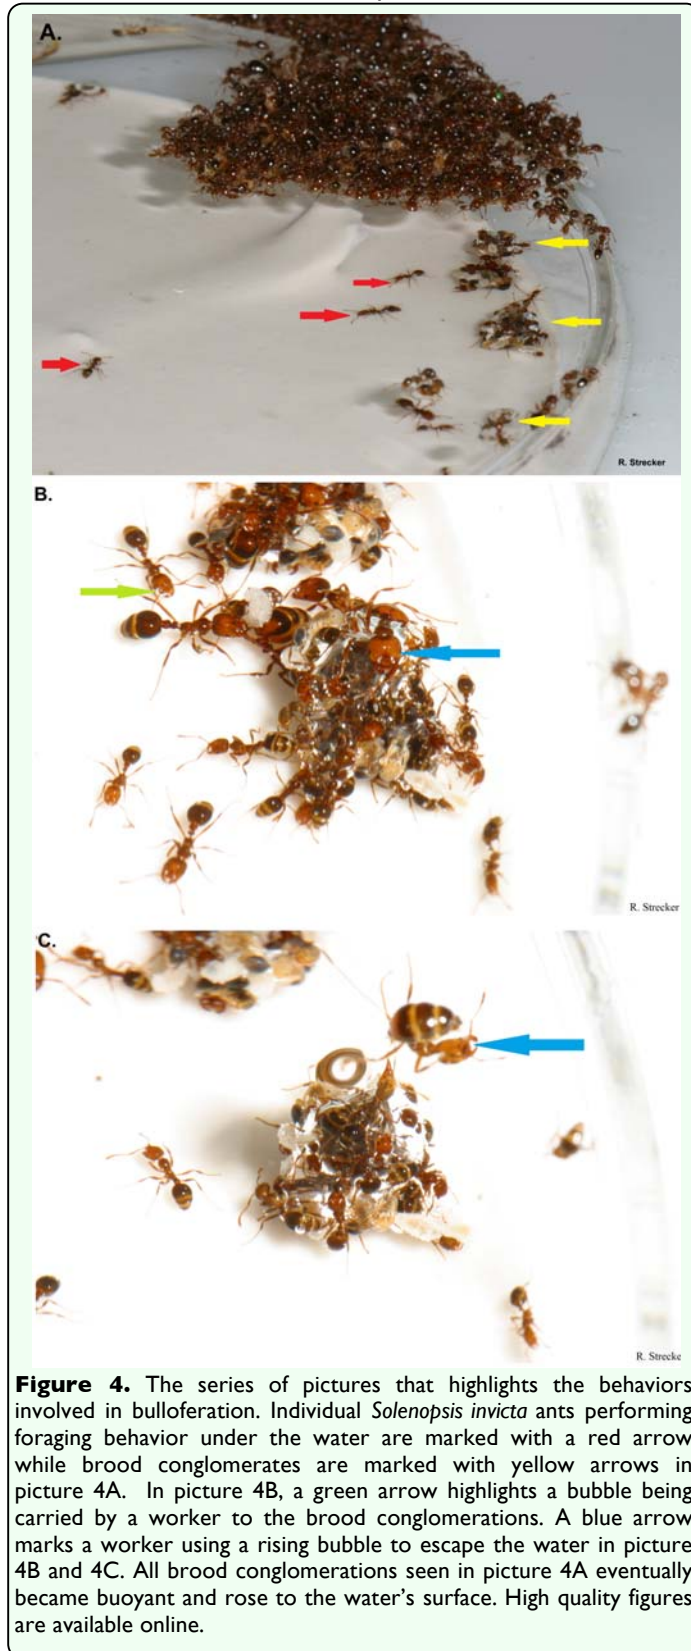 A.
R. Strecker
B.
R. Strecker
C.
R. Strecke
Figure 4. The series of pictures that highlights the behaviors
involved in bulloferation. Individual Solenopsis invicta ants performing
foraging behavior under the water are marked with a red arrow
while brood conglomerates are marked with yellow arrows in
picture 4A. In picture 4B, a green arrow highlights a bubble being
carried by a worker to the brood conglomerations. A blue arrow
marks a worker using a rising bubble to escape the water in picture
4B and 4C. All brood conglomerations seen in picture 4A eventually
became buoyant and rose to the water's surface. High quality figures
are available online.